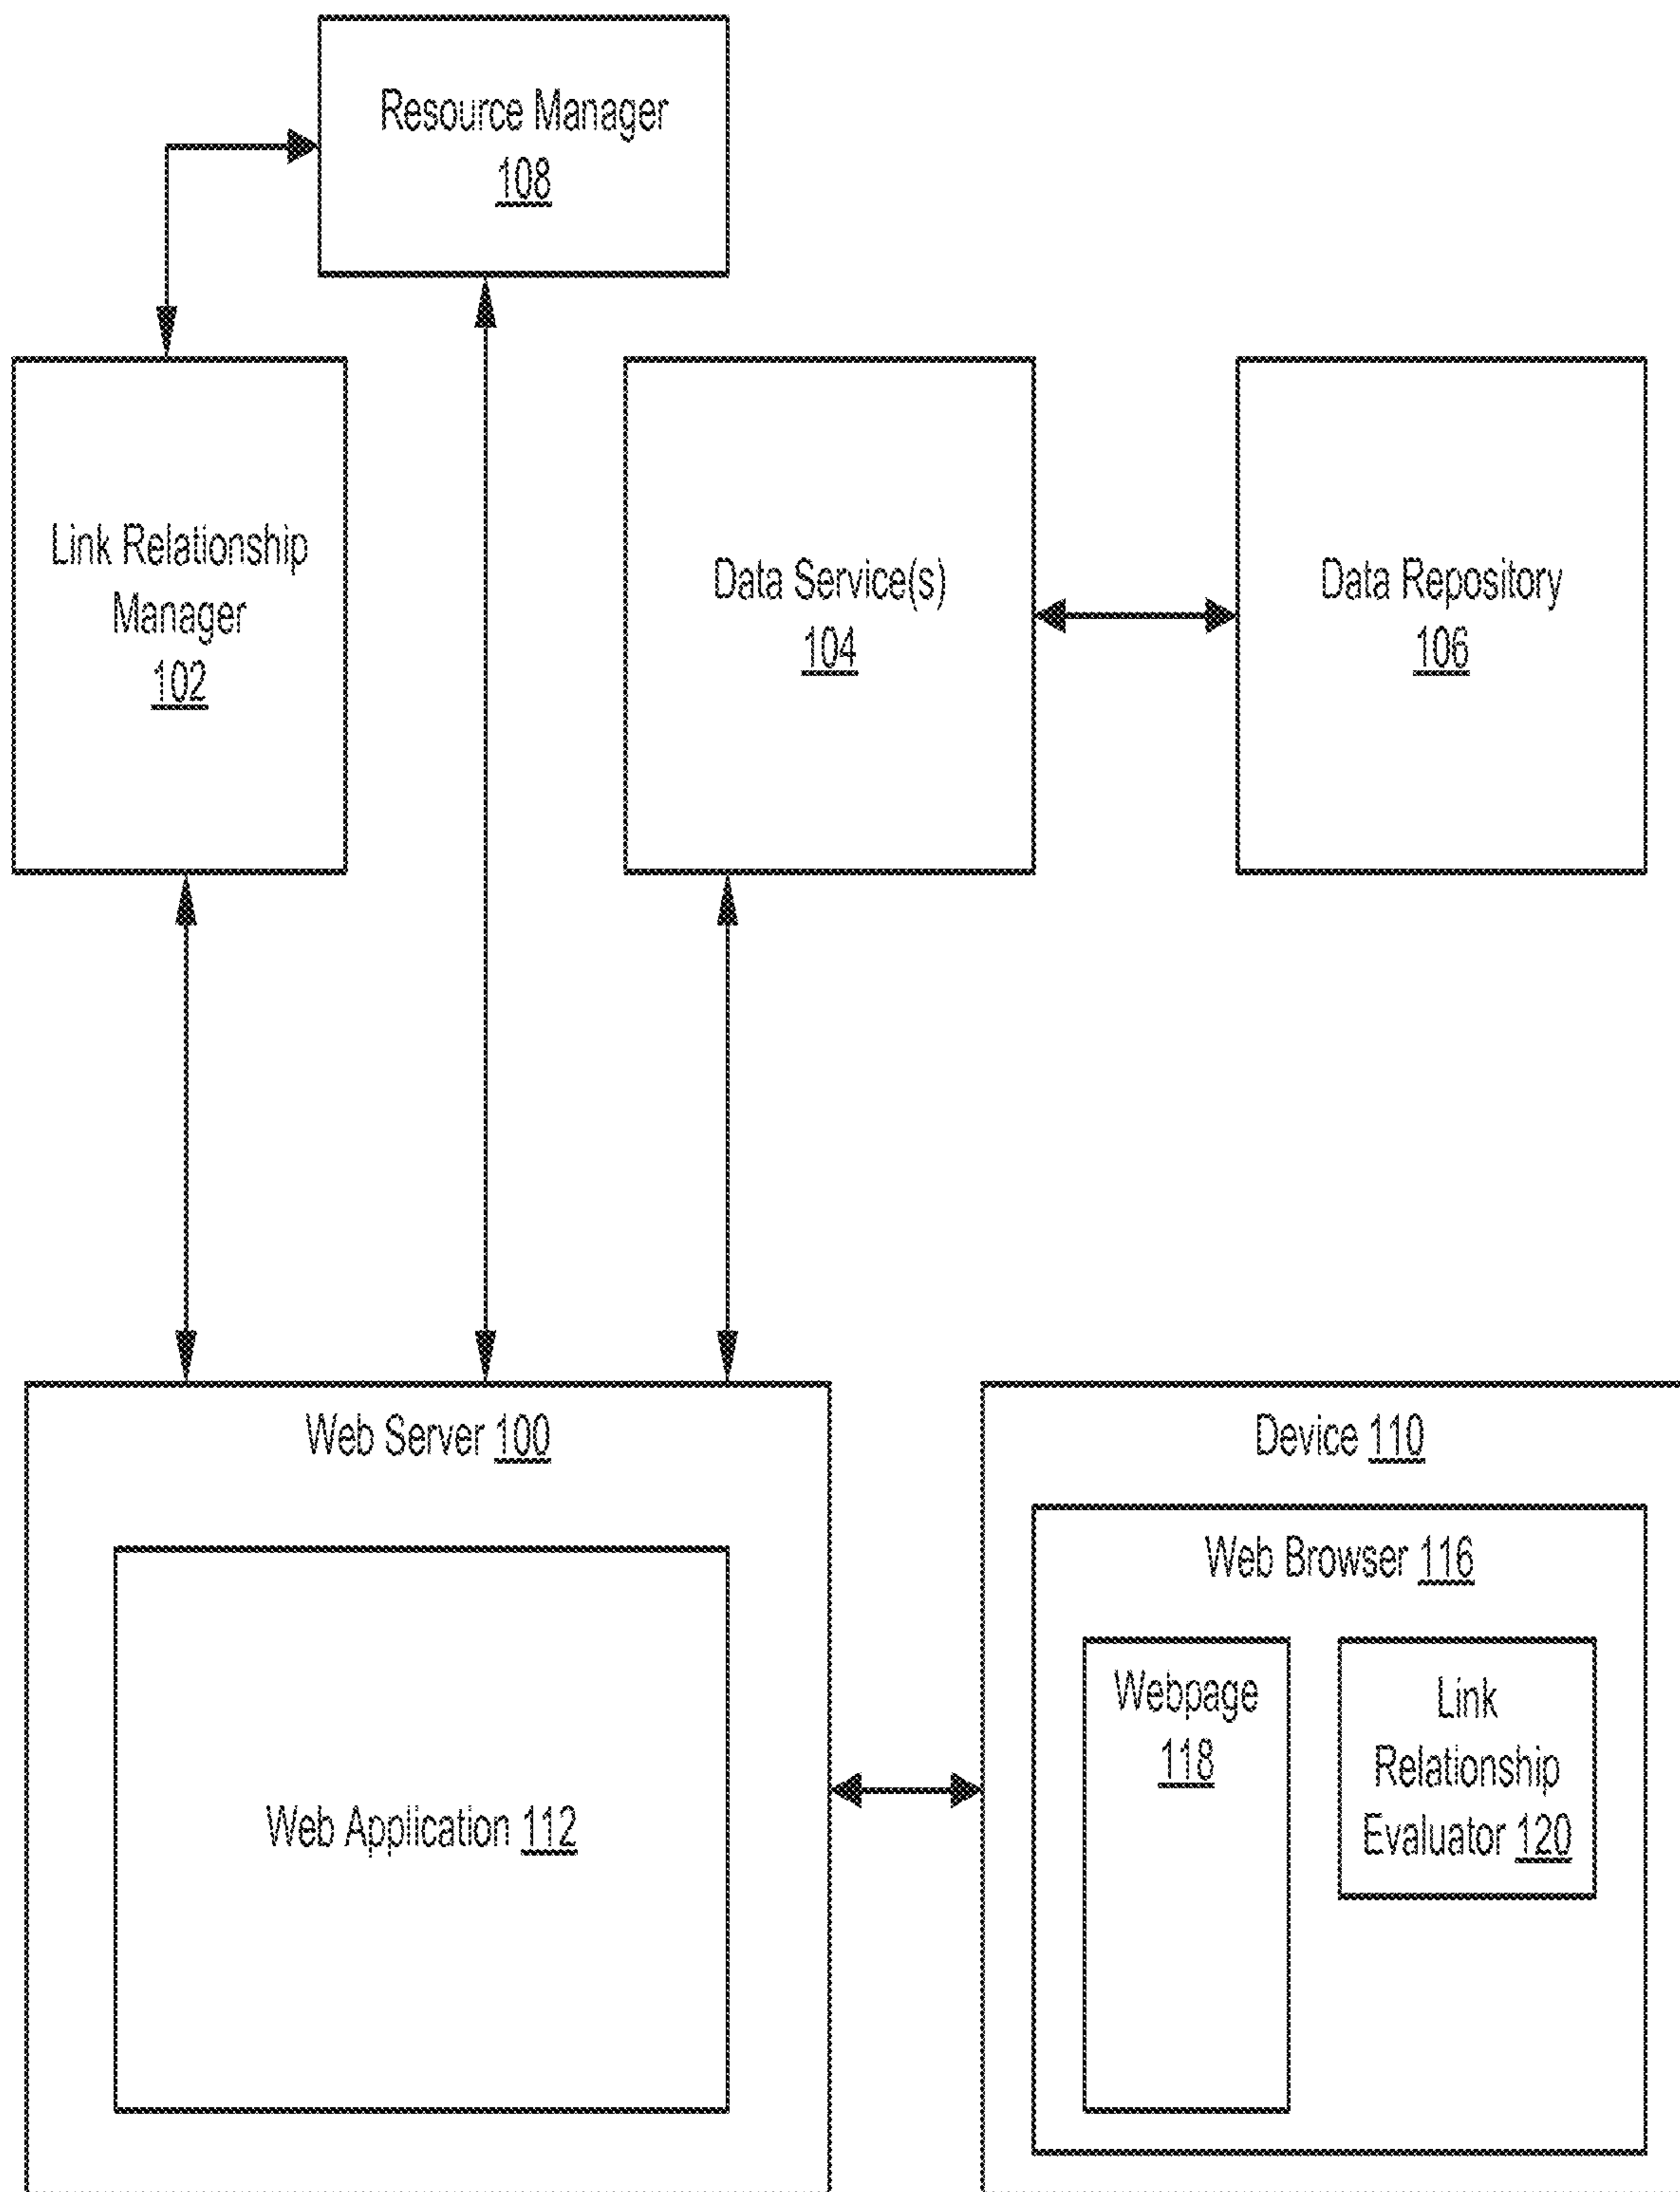 Resource Manager
108
Link Relationship
Manager
102
Data Service(s)
104
Data Repository
106
Web Server 100
Web Application 112
Device 110
Web Browser 116
Webpage
118
Link
Relationship
Evaluator 120